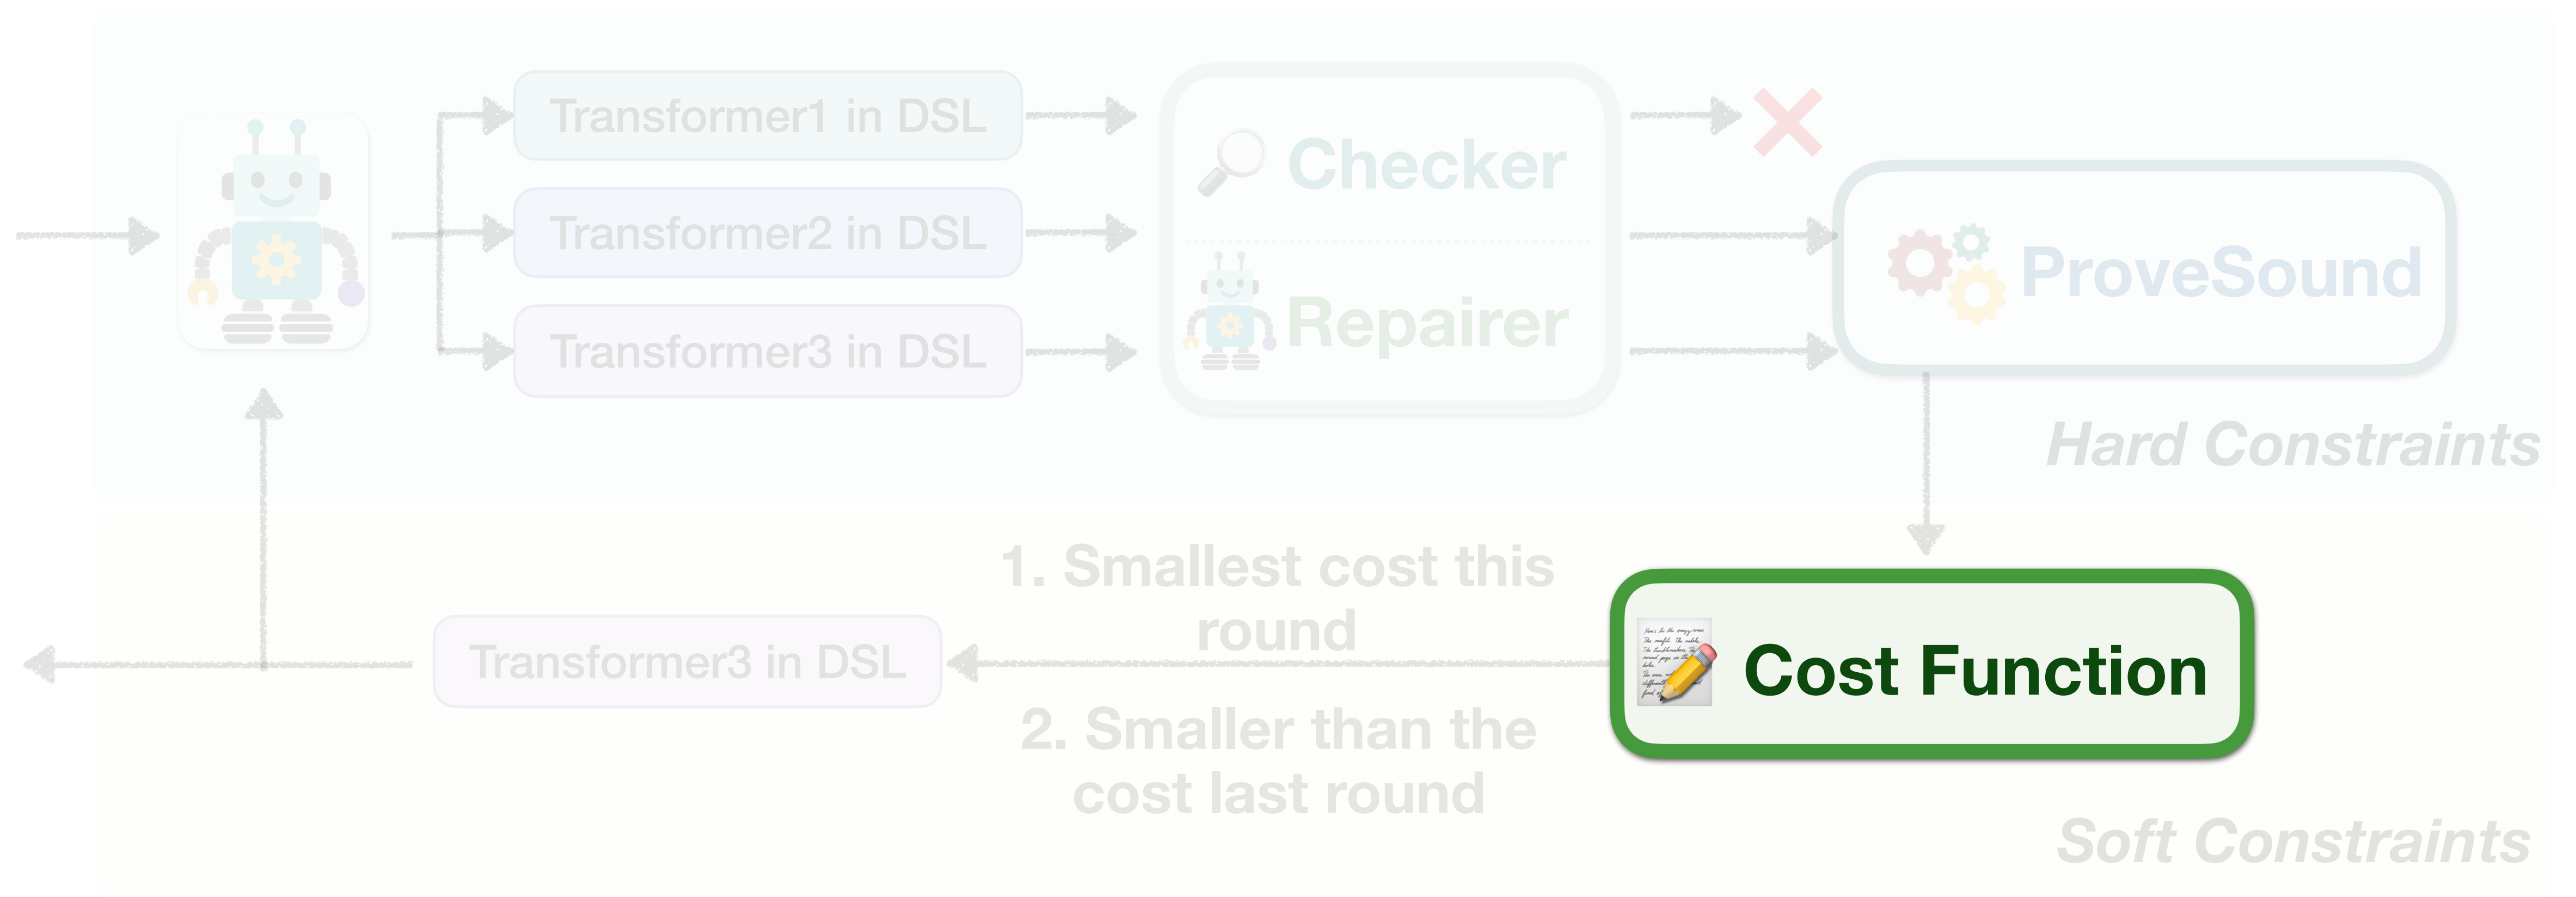 Transformer1 in DSL
Transformer2 in DSL
Transformer3 in DSL
Checker
Repairer
ProveSound
Hard Constraints
1. Smallest cost this
round
2. Smaller than the
cost last round
Transformer3 in DSL
Cost Function
Soft Constraints